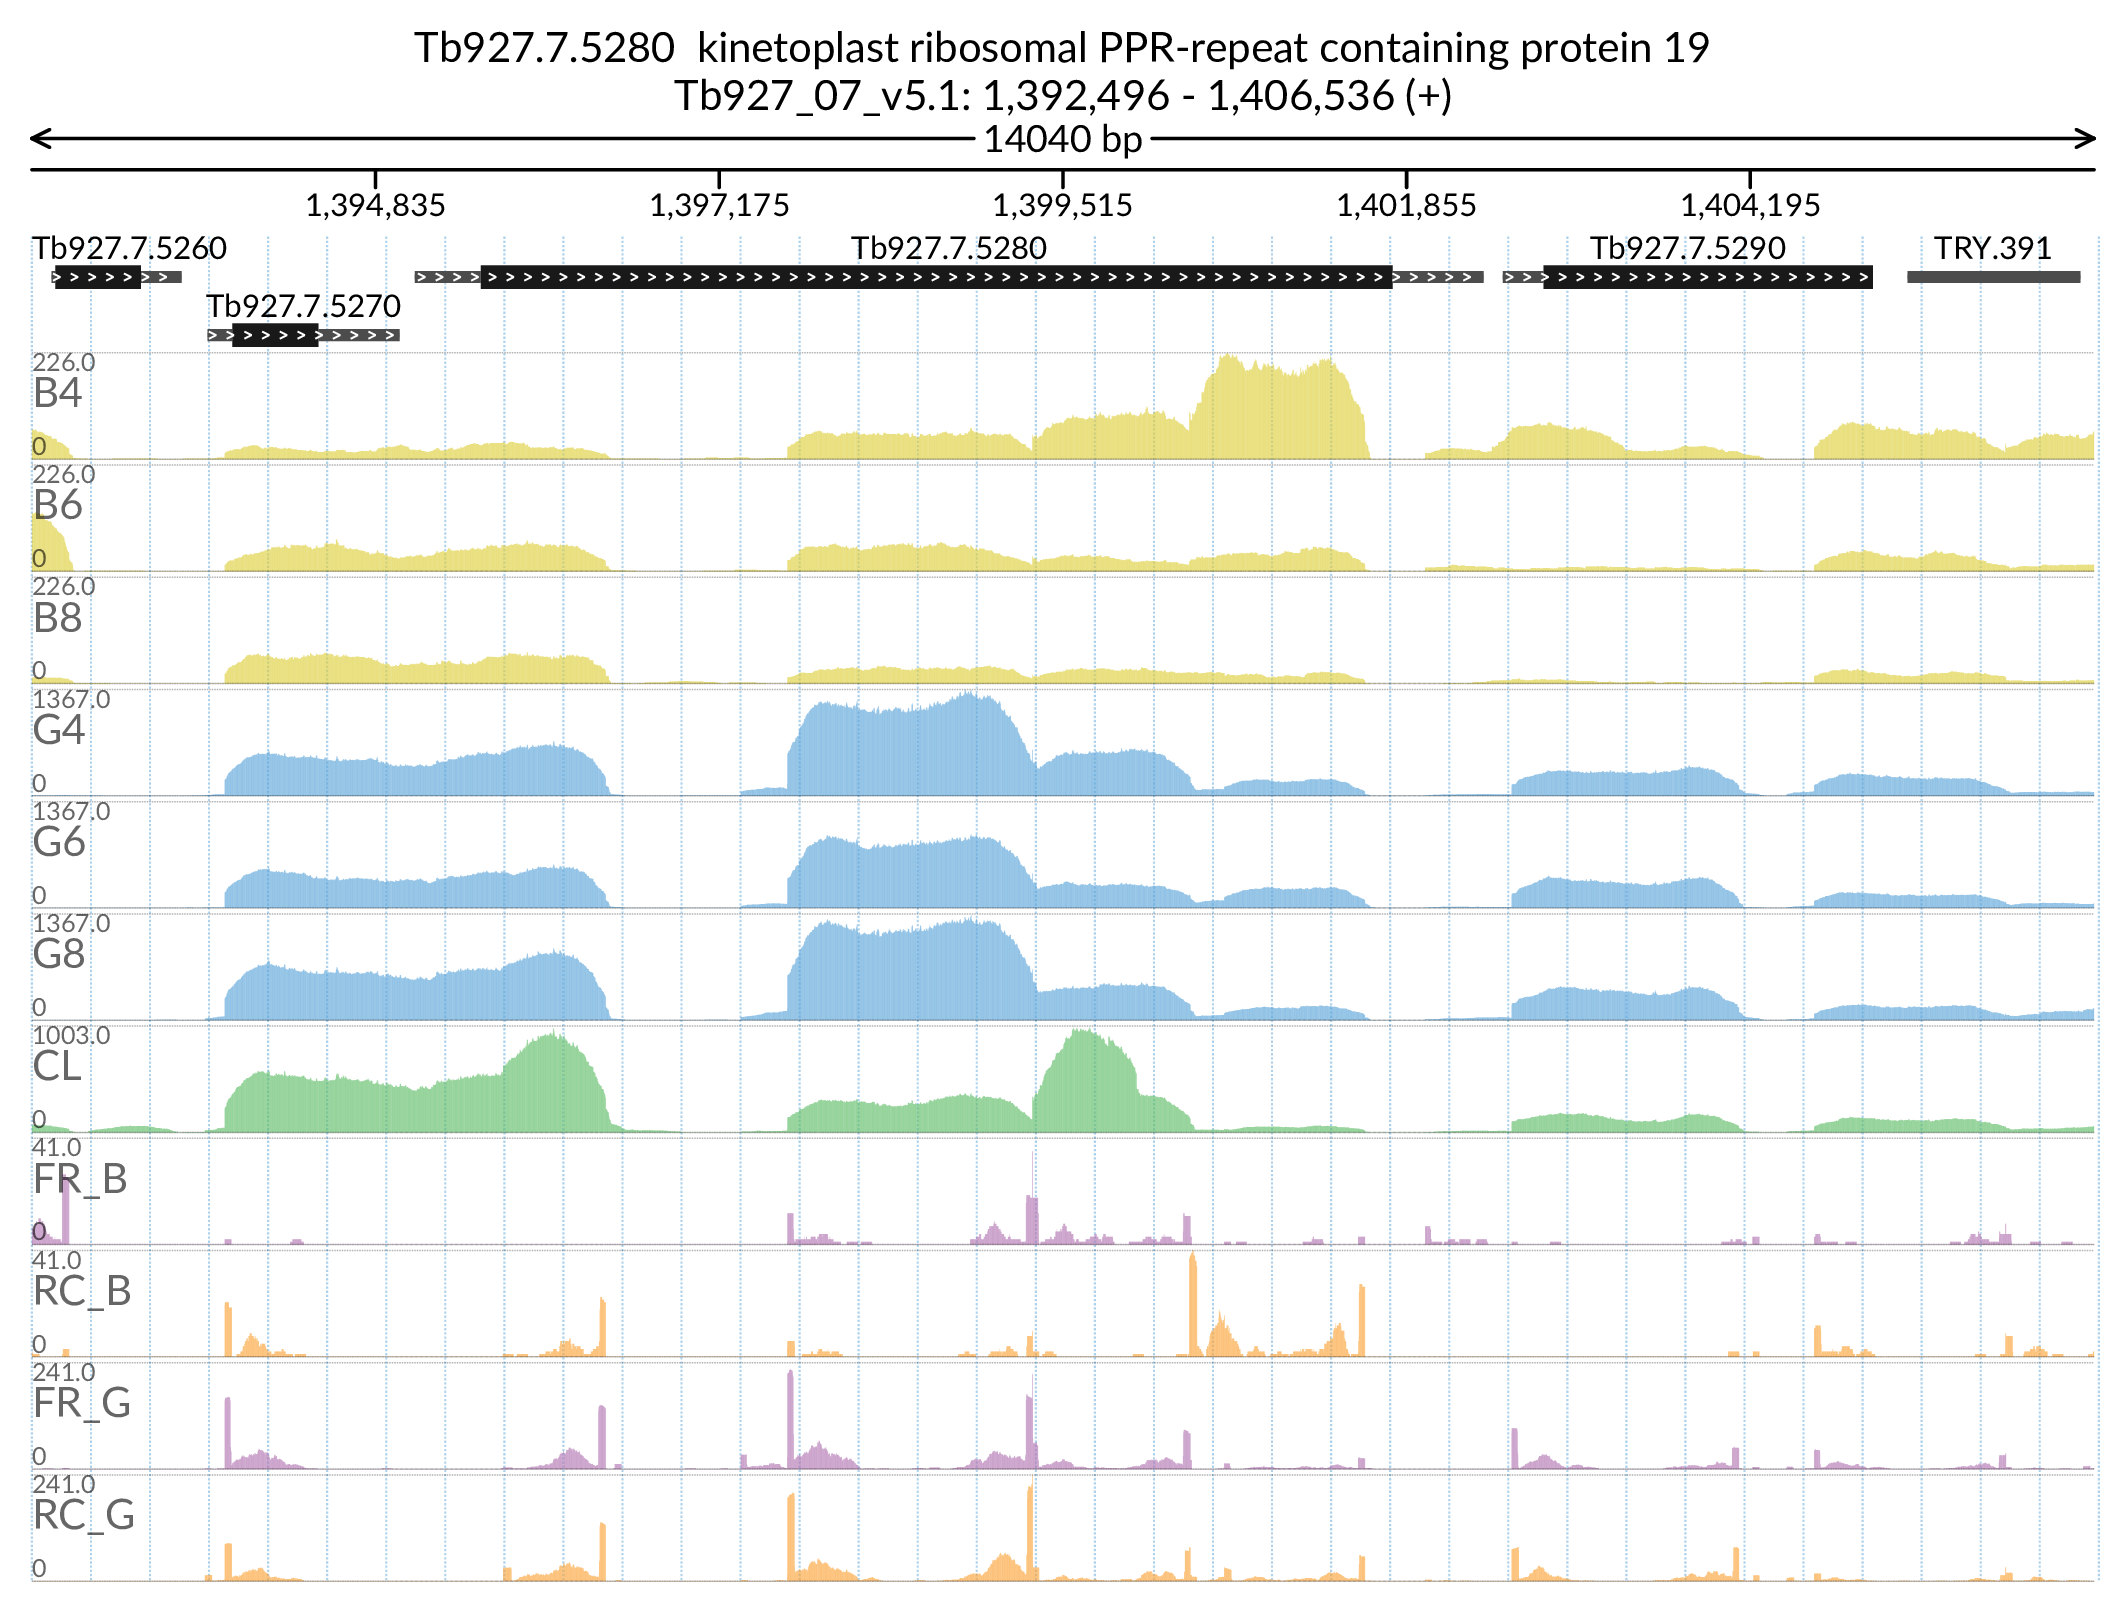 Tb927.7.5280 kinetoplast ribosomal PPR-repeat containing protein 19
Tb927_07_v5.1: 1,392,496 - 1,406,536 (+)
14040 bp
1,394,835 1,397,175 1,399,515 1,401,855 1,404,195
Tb927.7.5260 Tb927.7.5280 Tb927.7.5290 TRY.391
Tb927.7.5270
226.0
B4
0
226.0
B6
0
226.0
B8
0
1367.0
G4
0
1367.0
G6
0
1367.0
G8
0
1003.0
CL
0
41.0
FR_B
0
41.0
RC_B
0
241.0
FR_G
0
241.0
RC_G
0